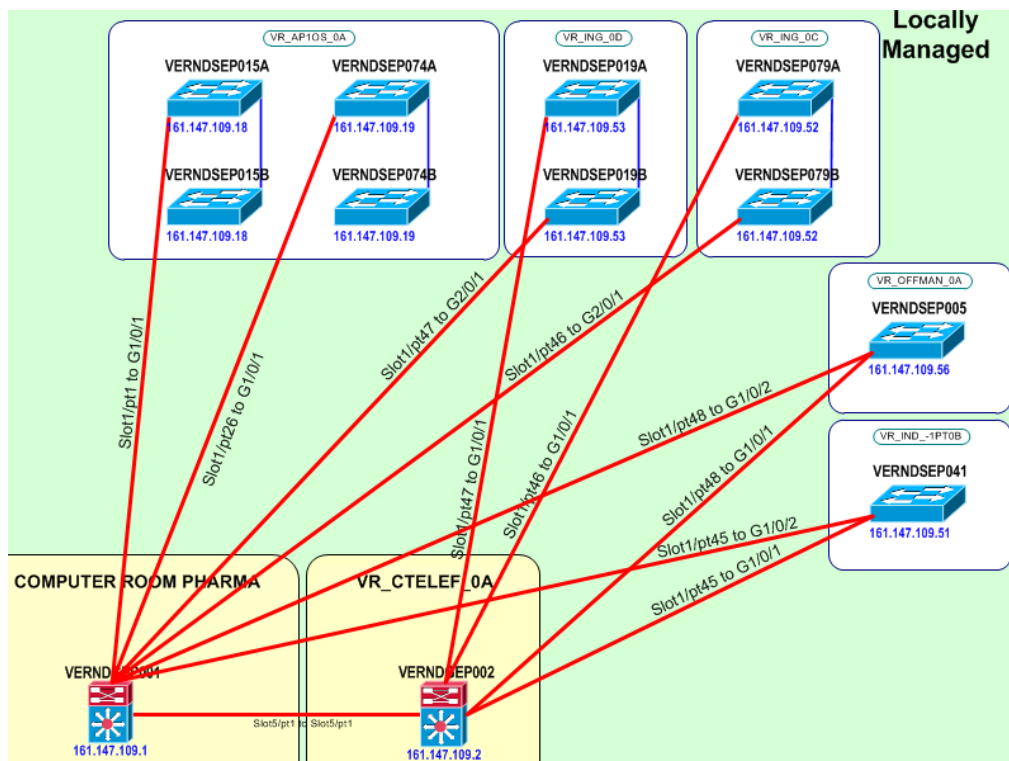 Locally
Managed
VR_AP1OS_0A
VR_ING_0D
VR_ING_0C
VERNDSEP015A
VERNDSEP074A
VERNDSEP019A
VERNDSEP079A
161.147.109.18
161.147.109.19
161.147.109.53
161.147.109.52
VERNDSEP015B
VERNDSEP074B
VERNDSEP019B
VERNDSEP079B
161.147.109.18
161.147.109.19
161.147.109.53
161.147.109.52
VR_OFFMAN_0A
VERNDSEP005
161.147.109.56
VR_IND_-1PT0B
VERNDSEP041
161.147.109.51
Slot1/pt1 to G1/0/1
Slot1/pt26 to G1/0/1
Slot1/pt47 to G2/0/1
Slot1/pt46 to G2/0/1
Slot1/pt47 to G1/0/1
Slot1/pt46 to G1/0/1
Slot1/pt48 to G1/0/2
Slot1/pt48 to G1/0/1
Slot1/pt45 to G1/0/2
Slot1/pt45 to G1/0/1
COMPUTER ROOM PHARMA
VR_CTELEF_0A
VERNDSEP001
VERNDSEP002
Slot5/pt1 to Slot5/pt1
161.147.109.1
161.147.109.2